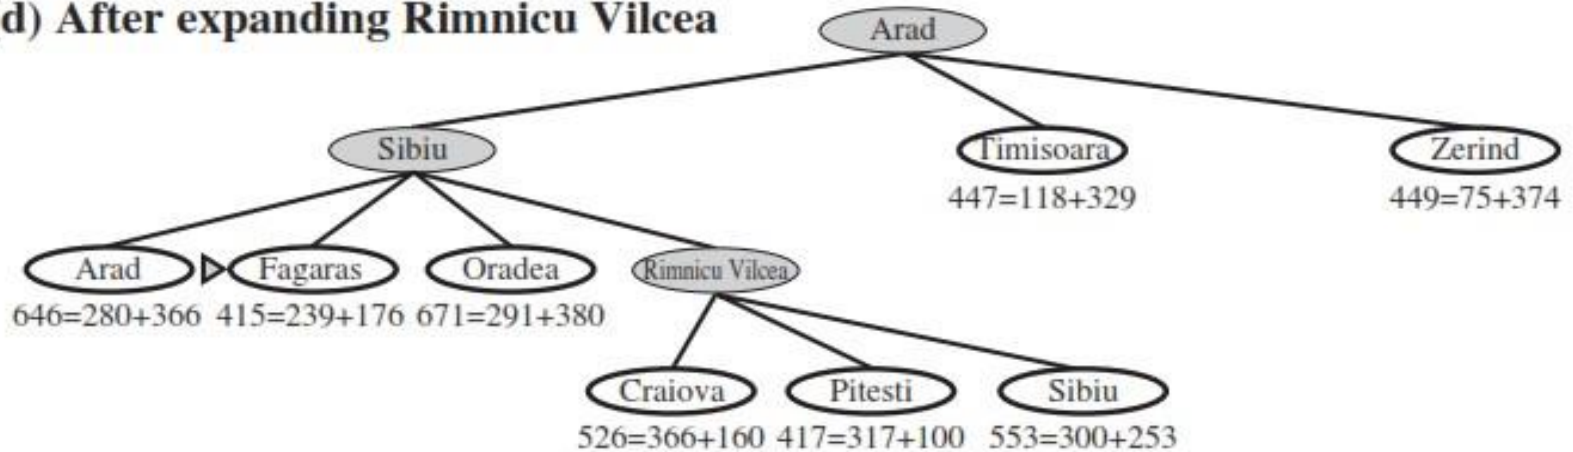 d) After expanding Rimnicu Vilcea
Arad
Sibiu
Timisoara
Zerind
447=118+329
449=75+374
Arad
Fagaras
Oradea
Rimnicu Vilcea
646=280+366
415=239+176
671=291+380
Craiova
Pitesti
Sibiu
526=366+160
417=317+100
553=300+253